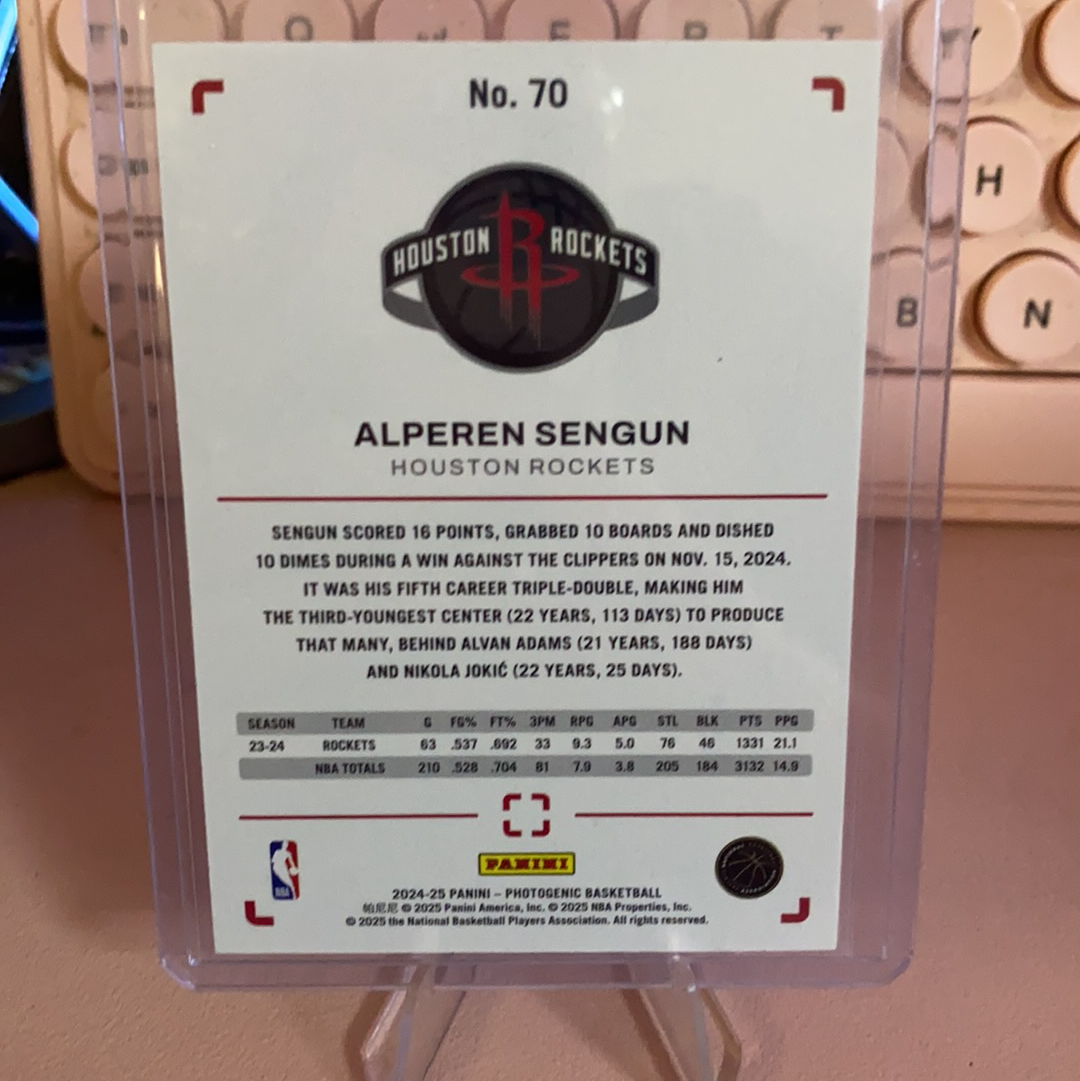 Q W E R T Y
H
B N
No. 70
HOUSTON ROCKETS
ALPEREN SENGUN
HOUSTON ROCKETS
SENGUN SCORED 16 POINTS, GRABBED 10 BOARDS AND DISHED
10 DIMES DURING A WIN AGAINST THE CLIPPERS ON NOV. 15, 2024.
IT WAS HIS FIFTH CAREER TRIPLE-DOUBLE, MAKING HIM
THE THIRD-YOUNGEST CENTER (22 YEARS, 113 DAYS) TO PRODUCE
THAT MANY, BEHIND ALVAN ADAMS (21 YEARS, 188 DAYS)
AND NIKOLA JOKIĆ (22 YEARS, 25 DAYS).
SEASON TEAM G FG% FT% 3PM RPG APG STL BLK PTS PPG
23-24 ROCKETS 63 .537 .692 33 9.3 5.0 76 46 1331 21.1
NBA TOTALS 210 .528 .704 81 7.9 3.8 205 184 3132 14.9
NBA
PANINI
2024-25 PANINI – PHOTOGENIC BASKETBALL
帕尼尼 © 2025 Panini America, Inc. © 2025 NBA Properties, Inc.
© 2025 the National Basketball Players Association. All rights reserved.